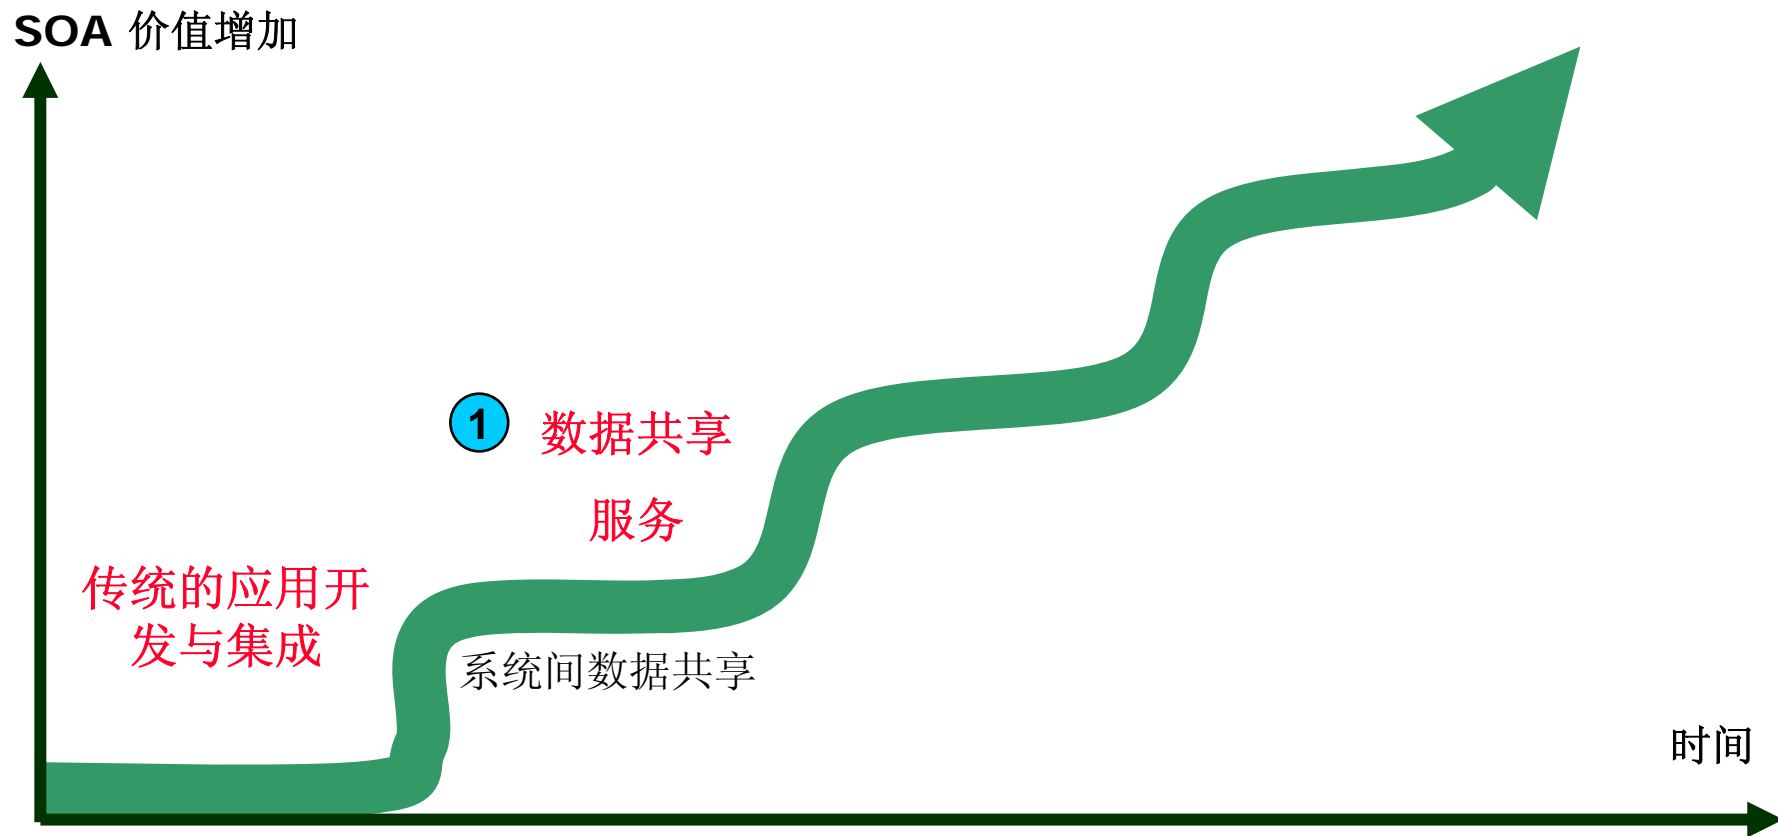 SOA 价值增加
1 数据共享
服务
传统的应用开
发与集成
系统间数据共享
时间